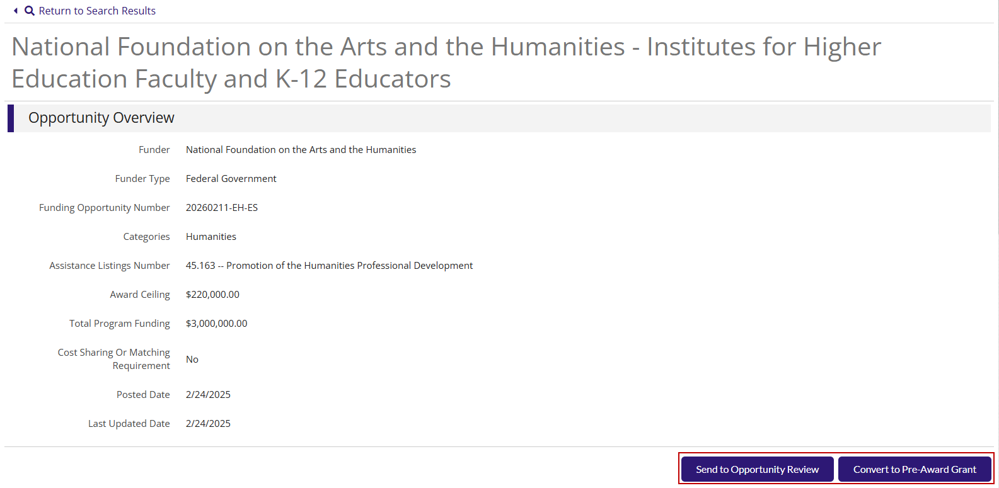 Return to Search Results
National Foundation on the Arts and the Humanities - Institutes for Higher
Education Faculty and K-12 Educators
Opportunity Overview
Funder National Foundation on the Arts and the Humanities
Funder Type Federal Government
Funding Opportunity Number 20260211-EH-ES
Categories Humanities
Assistance Listings Number 45.163 -- Promotion of the Humanities Professional Development
Award Ceiling $220,000.00
Total Program Funding $3,000,000.00
Cost Sharing Or Matching
Requirement No
Posted Date 2/24/2025
Last Updated Date 2/24/2025
Send to Opportunity Review Convert to Pre-Award Grant